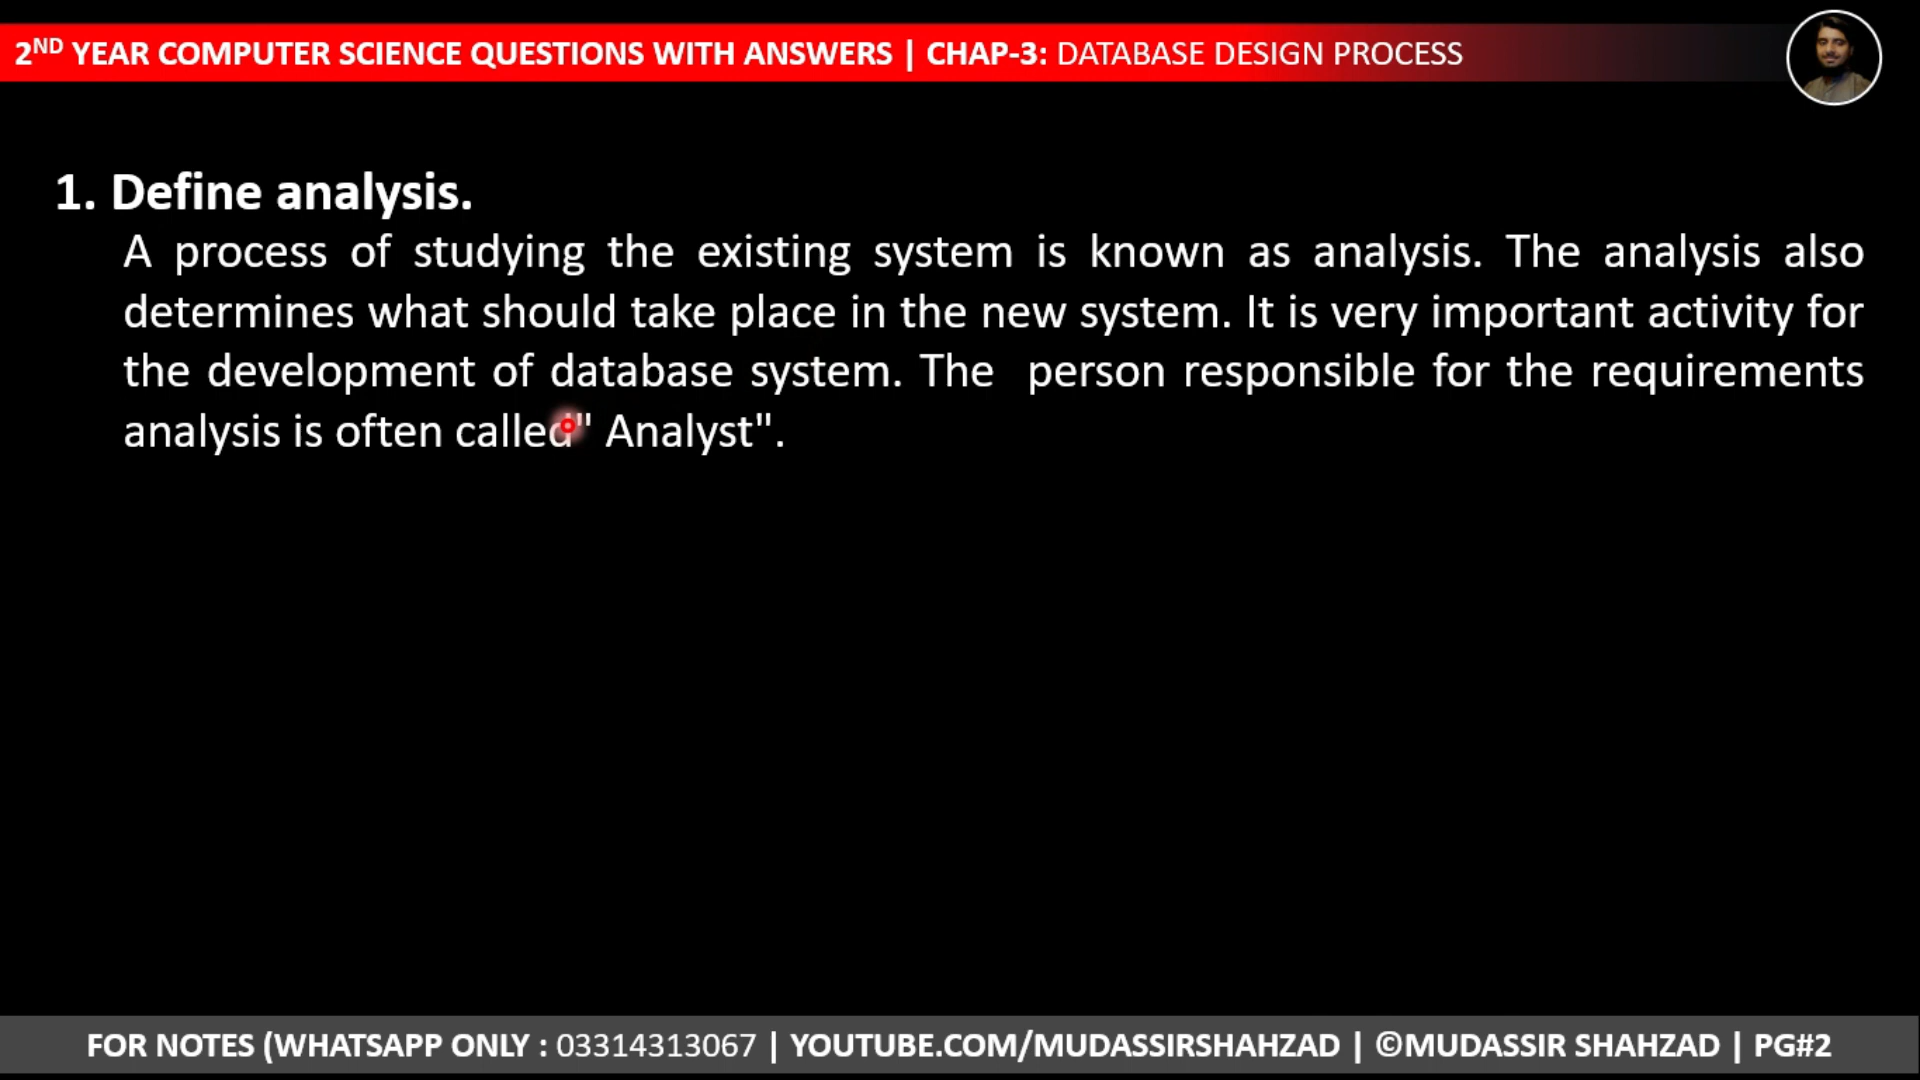 2ND YEAR COMPUTER SCIENCE QUESTIONS WITH ANSWERS | CHAP-3: DATABASE DESIGN PROCESS
1. Define analysis.
A process of studying the existing system is known as analysis. The analysis also
determines what should take place in the new system. It is very important activity for
the development of database system. The person responsible for the requirements
analysis is often called" Analyst".
FOR NOTES (WHATSAPP ONLY : 03314313067 | YOUTUBE.COM/MUDASSIRSHAHZAD | ©MUDASSIR SHAHZAD | PG#2